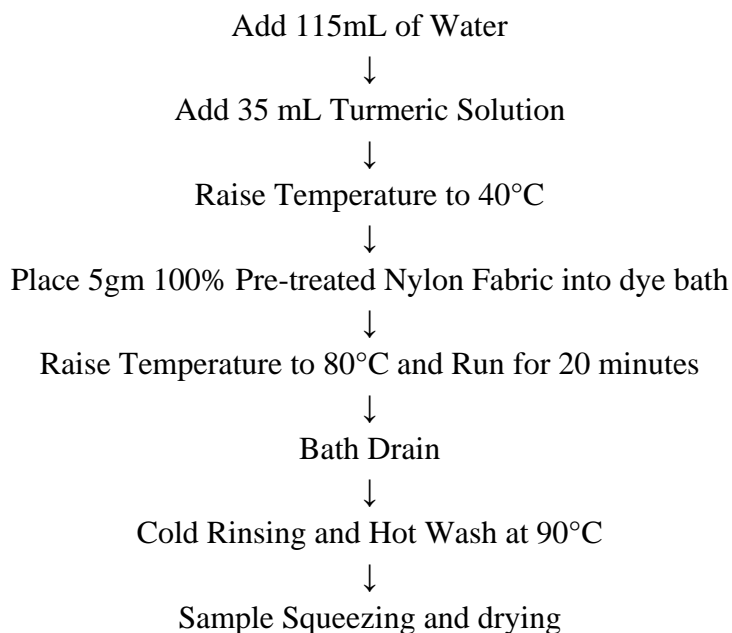 Add 115mL of Water
↓
Add 35 mL Turmeric Solution
↓
Raise Temperature to 40°C
↓
Place 5gm 100% Pre-treated Nylon Fabric into dye bath
↓
Raise Temperature to 80°C and Run for 20 minutes
↓
Bath Drain
↓
Cold Rinsing and Hot Wash at 90°C
↓
Sample Squeezing and drying